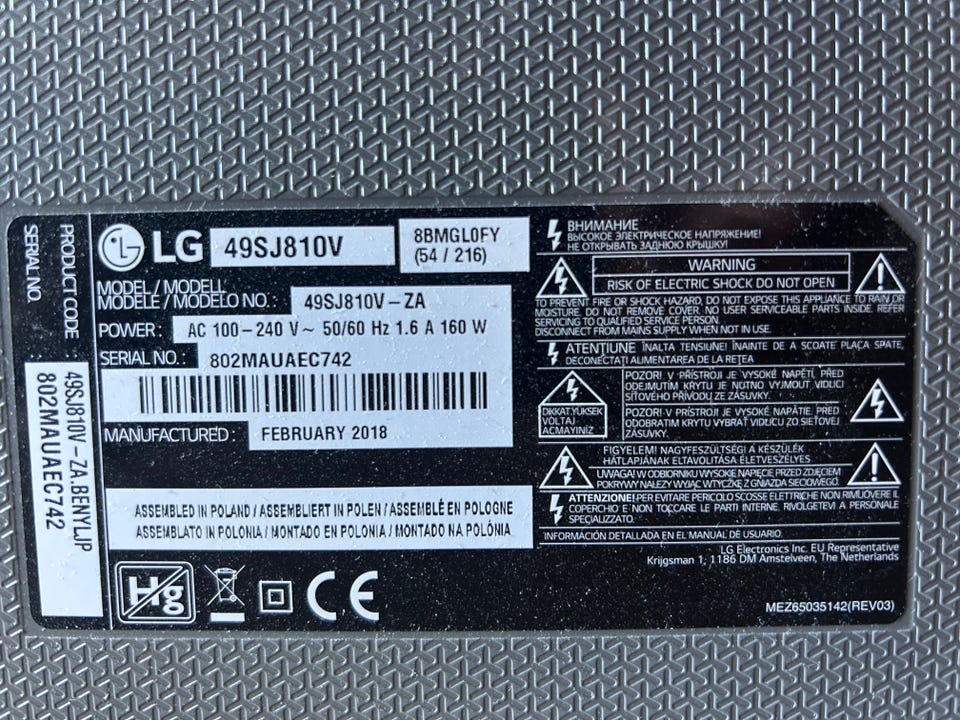 PRODUCT CODE
SERIAL NO.
49SJ810V-ZA.BENYLJP
802MAUAEC742
LG 49SJ810V
8BMGL0FY
(54 / 216)
MODEL / MODELL
MODÈLE / MODELO NO.: 49SJ810V-ZA
POWER: AC 100-240 V~ 50/60 Hz 1.6 A 160 W
SERIAL NO.: 802MAUAEC742
MANUFACTURED: FEBRUARY 2018
ASSEMBLED IN POLAND / ASSEMBLIERT IN POLEN / ASSEMBLÉ EN POLOGNE
ASSEMBLATO IN POLONIA / MONTADO EN POLONIA / MONTADO NA POLÓNIA
Hg
CE
ВНИМАНИЕ
ВЫСОКОЕ ЭЛЕКТРИЧЕСКОЕ НАПРЯЖЕНИЕ!
НЕ ОТКРЫВАТЬ ЗАДНЮЮ КРЫШКУ!
WARNING
RISK OF ELECTRIC SHOCK DO NOT OPEN
TO PREVENT FIRE OR SHOCK HAZARD, DO NOT EXPOSE THIS APPLIANCE TO RAIN OR
MOISTURE. DO NOT REMOVE COVER. NO USER SERVICEABLE PARTS INSIDE. REFER
SERVICING TO QUALIFIED SERVICE PERSON.
DISCONNECT FROM MAINS SUPPLY WHEN NOT TO USE.
ATENŢIUNE ÎNALTA TENSIUNE! ÎNAINTE DE A SCOATE PLACA SPATE,
DECONECTAŢI ALIMENTAREA DE LA REŢEA
DIKKAT.YÜKSEK
VOLTAJ
AÇMAYINIZ
POZOR! V PŘÍSTROJI JE VYSOKÉ NAPĚTÍ. PŘED
ODEJMUTÍM KRYTU JE NUTNO VYJMOUT VIDLICI
SÍŤOVÉHO PŘÍVODU ZE ZÁSUVKY.
POZOR! V PRÍSTROJI JE VYSOKÉ NAPÄTIE. PRED
ODOBRATIM KRYTU VYBRAŤ VIDLICU ZO SIEŤOVEJ
ZÁSUVKY.
FIGYELEM! NAGYFESZÜLTSÉG! A KÉSZÜLÉK
HÁTLAPJÁNAK ELTÁVOLÍTÁSA ÉLETVESZÉLYES
UWAGA! W ODBIORNIKU WYSOKIE NAPIĘCIE PRZED ZDJĘCIEM
POKRYWY NALEŻY WYJĄĆ WTYCZKĘ Z GNIAZDA SIECIOWEGO.
ATTENZIONE! PER EVITARE PERICOLO SCOSSE ELETTRICHE NON RIMUOVERE IL
COPERCHIO E NON TOCCARE LE PARTI INTERNE. RIVOLGETEVI A PERSONALE
SPECIALIZZATO.
INFORMACIÓN DETALLADA EN EL MANUAL DE USUARIO.
LG Electronics Inc. EU Representative
Krijgsman 1, 1186 DM Amstelveen, The Netherlands
MEZ65035142(REV03)